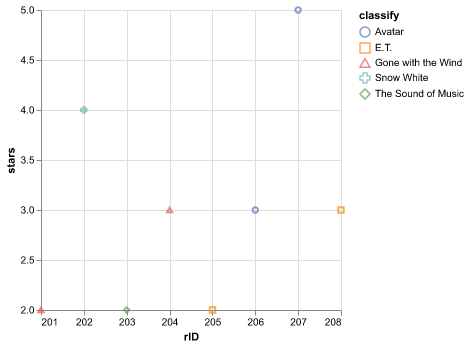 5.0
4.5
4.0
3.5
3.0
2.5
2.0
stars
201 202 203 204 205 206 207 208
rID
classify
Avatar
E.T.
Gone with the Wind
Snow White
The Sound of Music